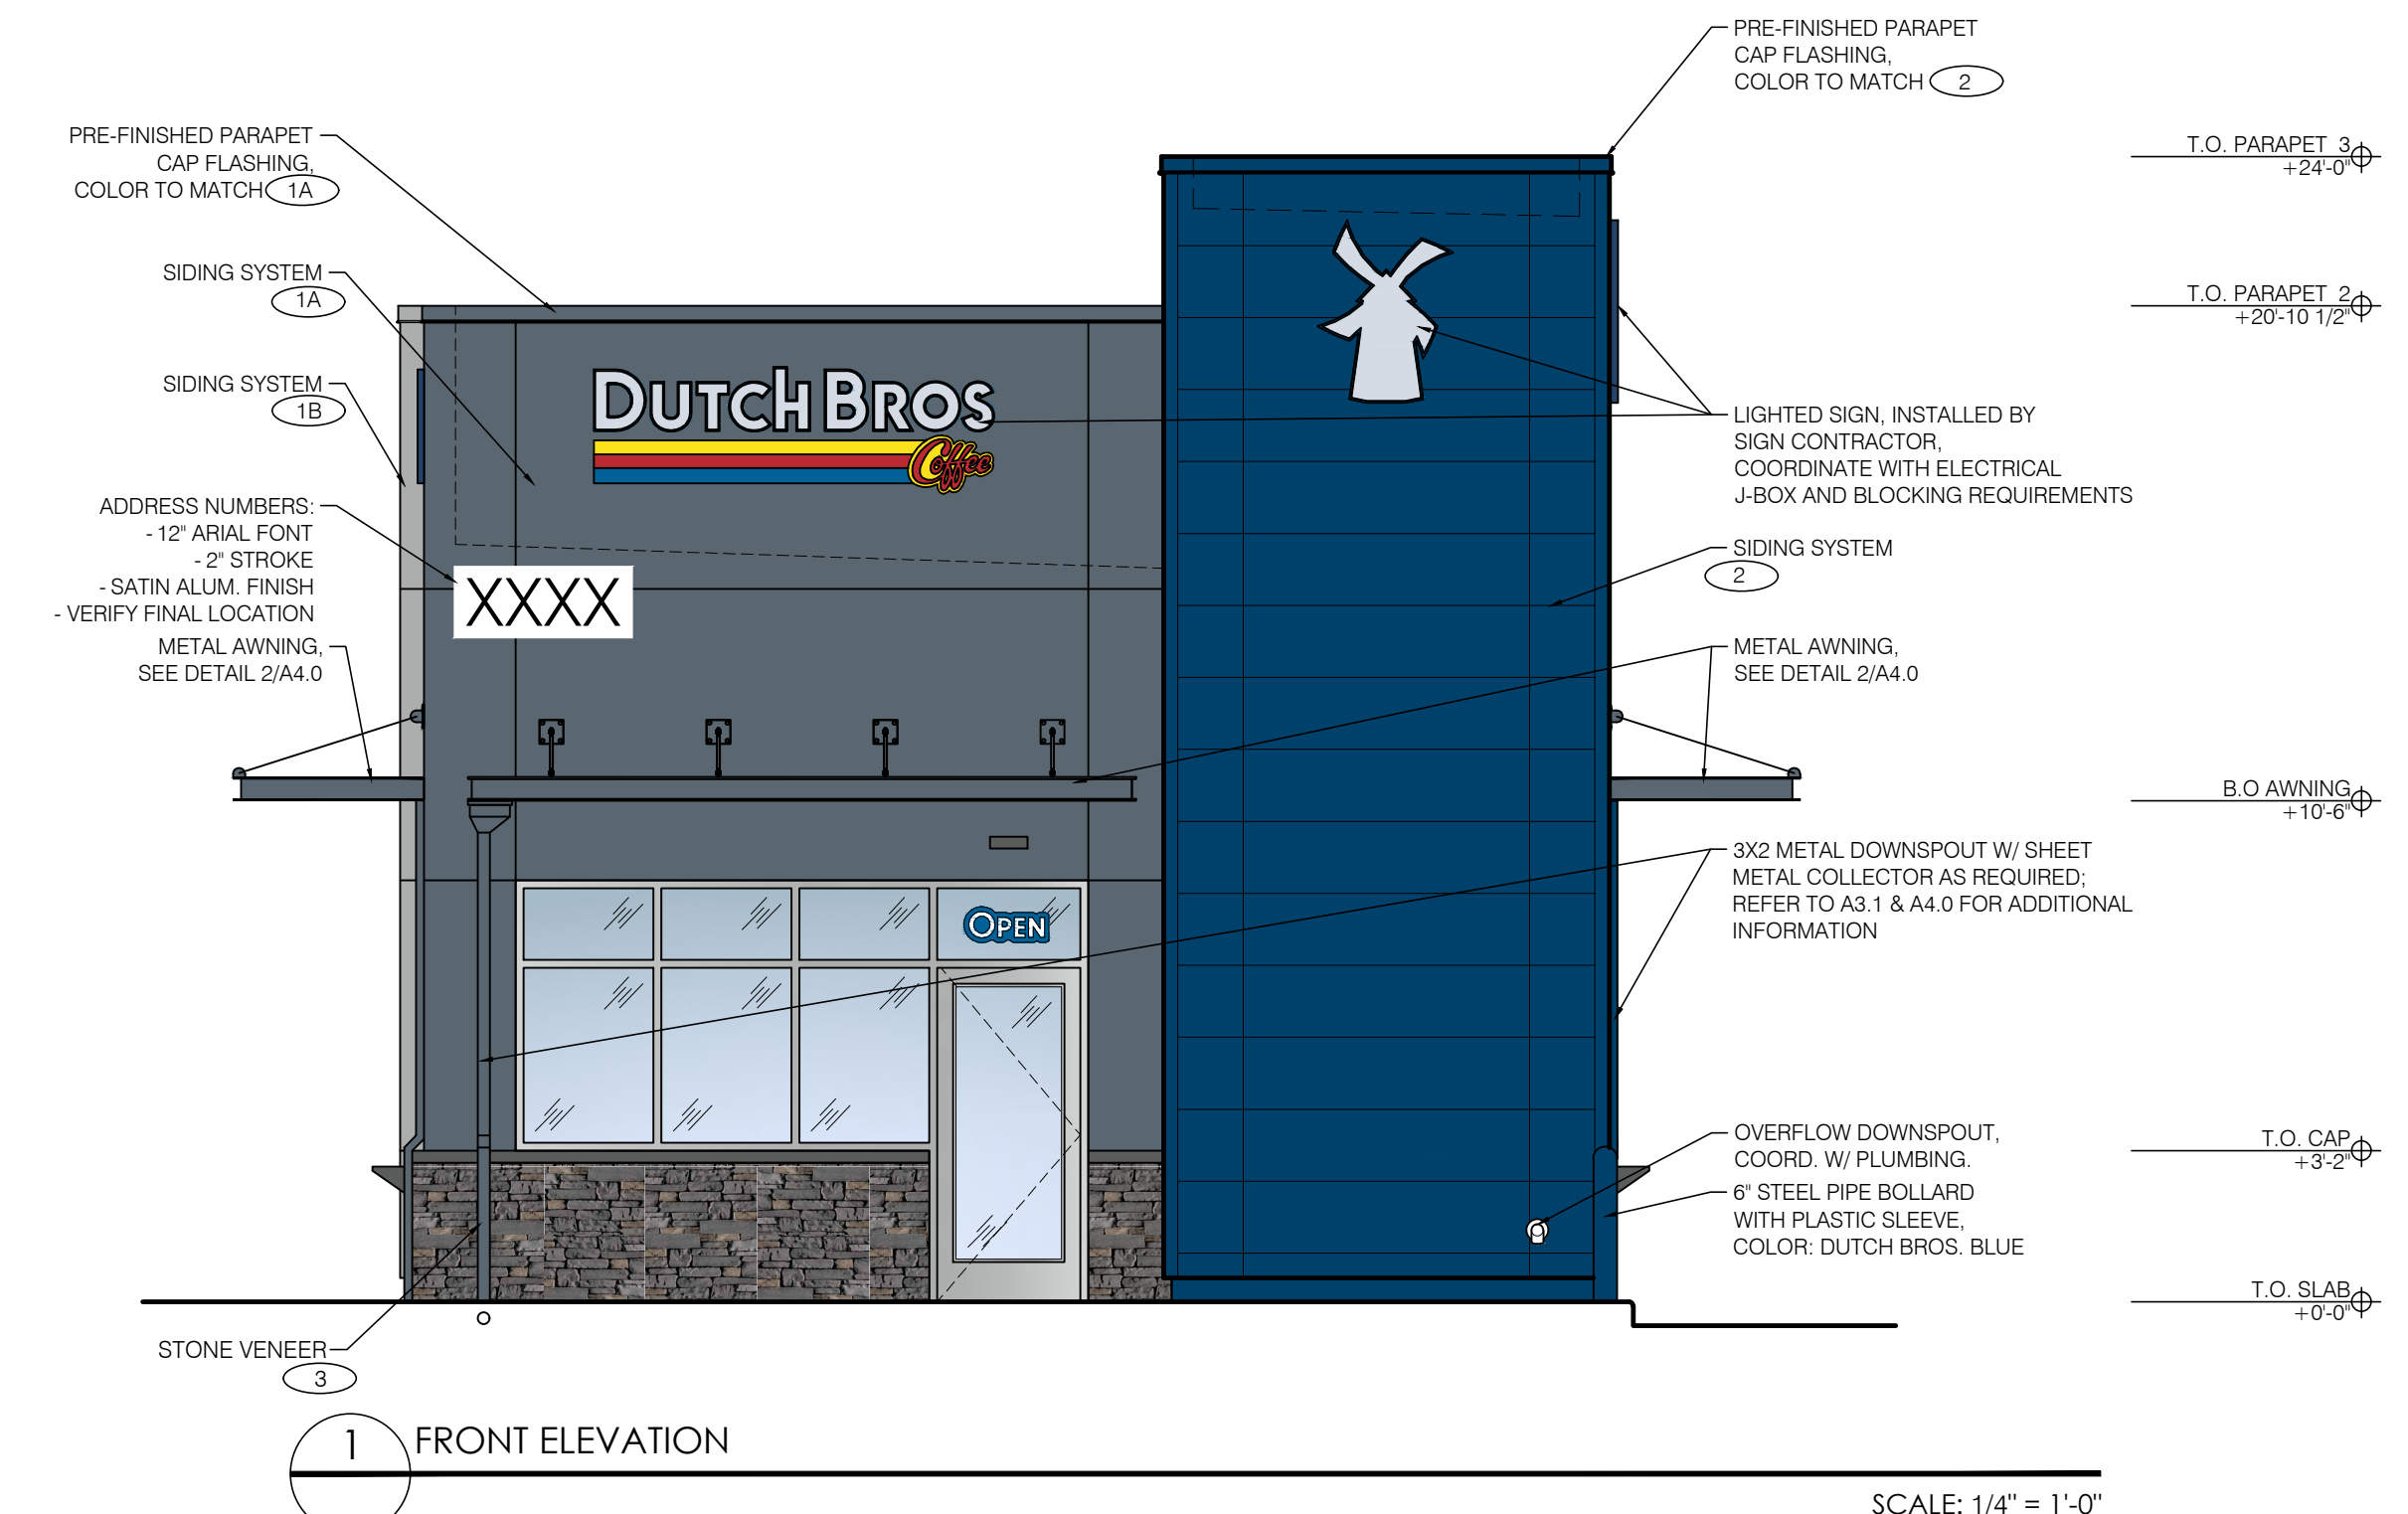 PRE-FINISHED PARAPET
CAP FLASHING,
COLOR TO MATCH 2
PRE-FINISHED PARAPET
CAP FLASHING,
COLOR TO MATCH 1A
SIDING SYSTEM
1A
SIDING SYSTEM
1B
ADDRESS NUMBERS:
- 12" ARIAL FONT
- 2" STROKE
- SATIN ALUM. FINISH
- VERIFY FINAL LOCATION
METAL AWNING,
SEE DETAIL 2/A4.0
DUTCH BROS
Coffee
XXXX
OPEN
LIGHTED SIGN, INSTALLED BY
SIGN CONTRACTOR,
COORDINATE WITH ELECTRICAL
J-BOX AND BLOCKING REQUIREMENTS
SIDING SYSTEM
2
METAL AWNING,
SEE DETAIL 2/A4.0
3X2 METAL DOWNSPOUT W/ SHEET
METAL COLLECTOR AS REQUIRED;
REFER TO A3.1 & A4.0 FOR ADDITIONAL
INFORMATION
OVERFLOW DOWNSPOUT,
COORD. W/ PLUMBING.
6" STEEL PIPE BOLLARD
WITH PLASTIC SLEEVE,
COLOR: DUTCH BROS. BLUE
T.O. PARAPET 3
+24'-0"
T.O. PARAPET 2
+20'-10 1/2"
B.O AWNING
+10'-6"
T.O. CAP
+3'-2"
T.O. SLAB
+0'-0"
STONE VENEER
3
1 FRONT ELEVATION
SCALE: 1/4" = 1'-0"